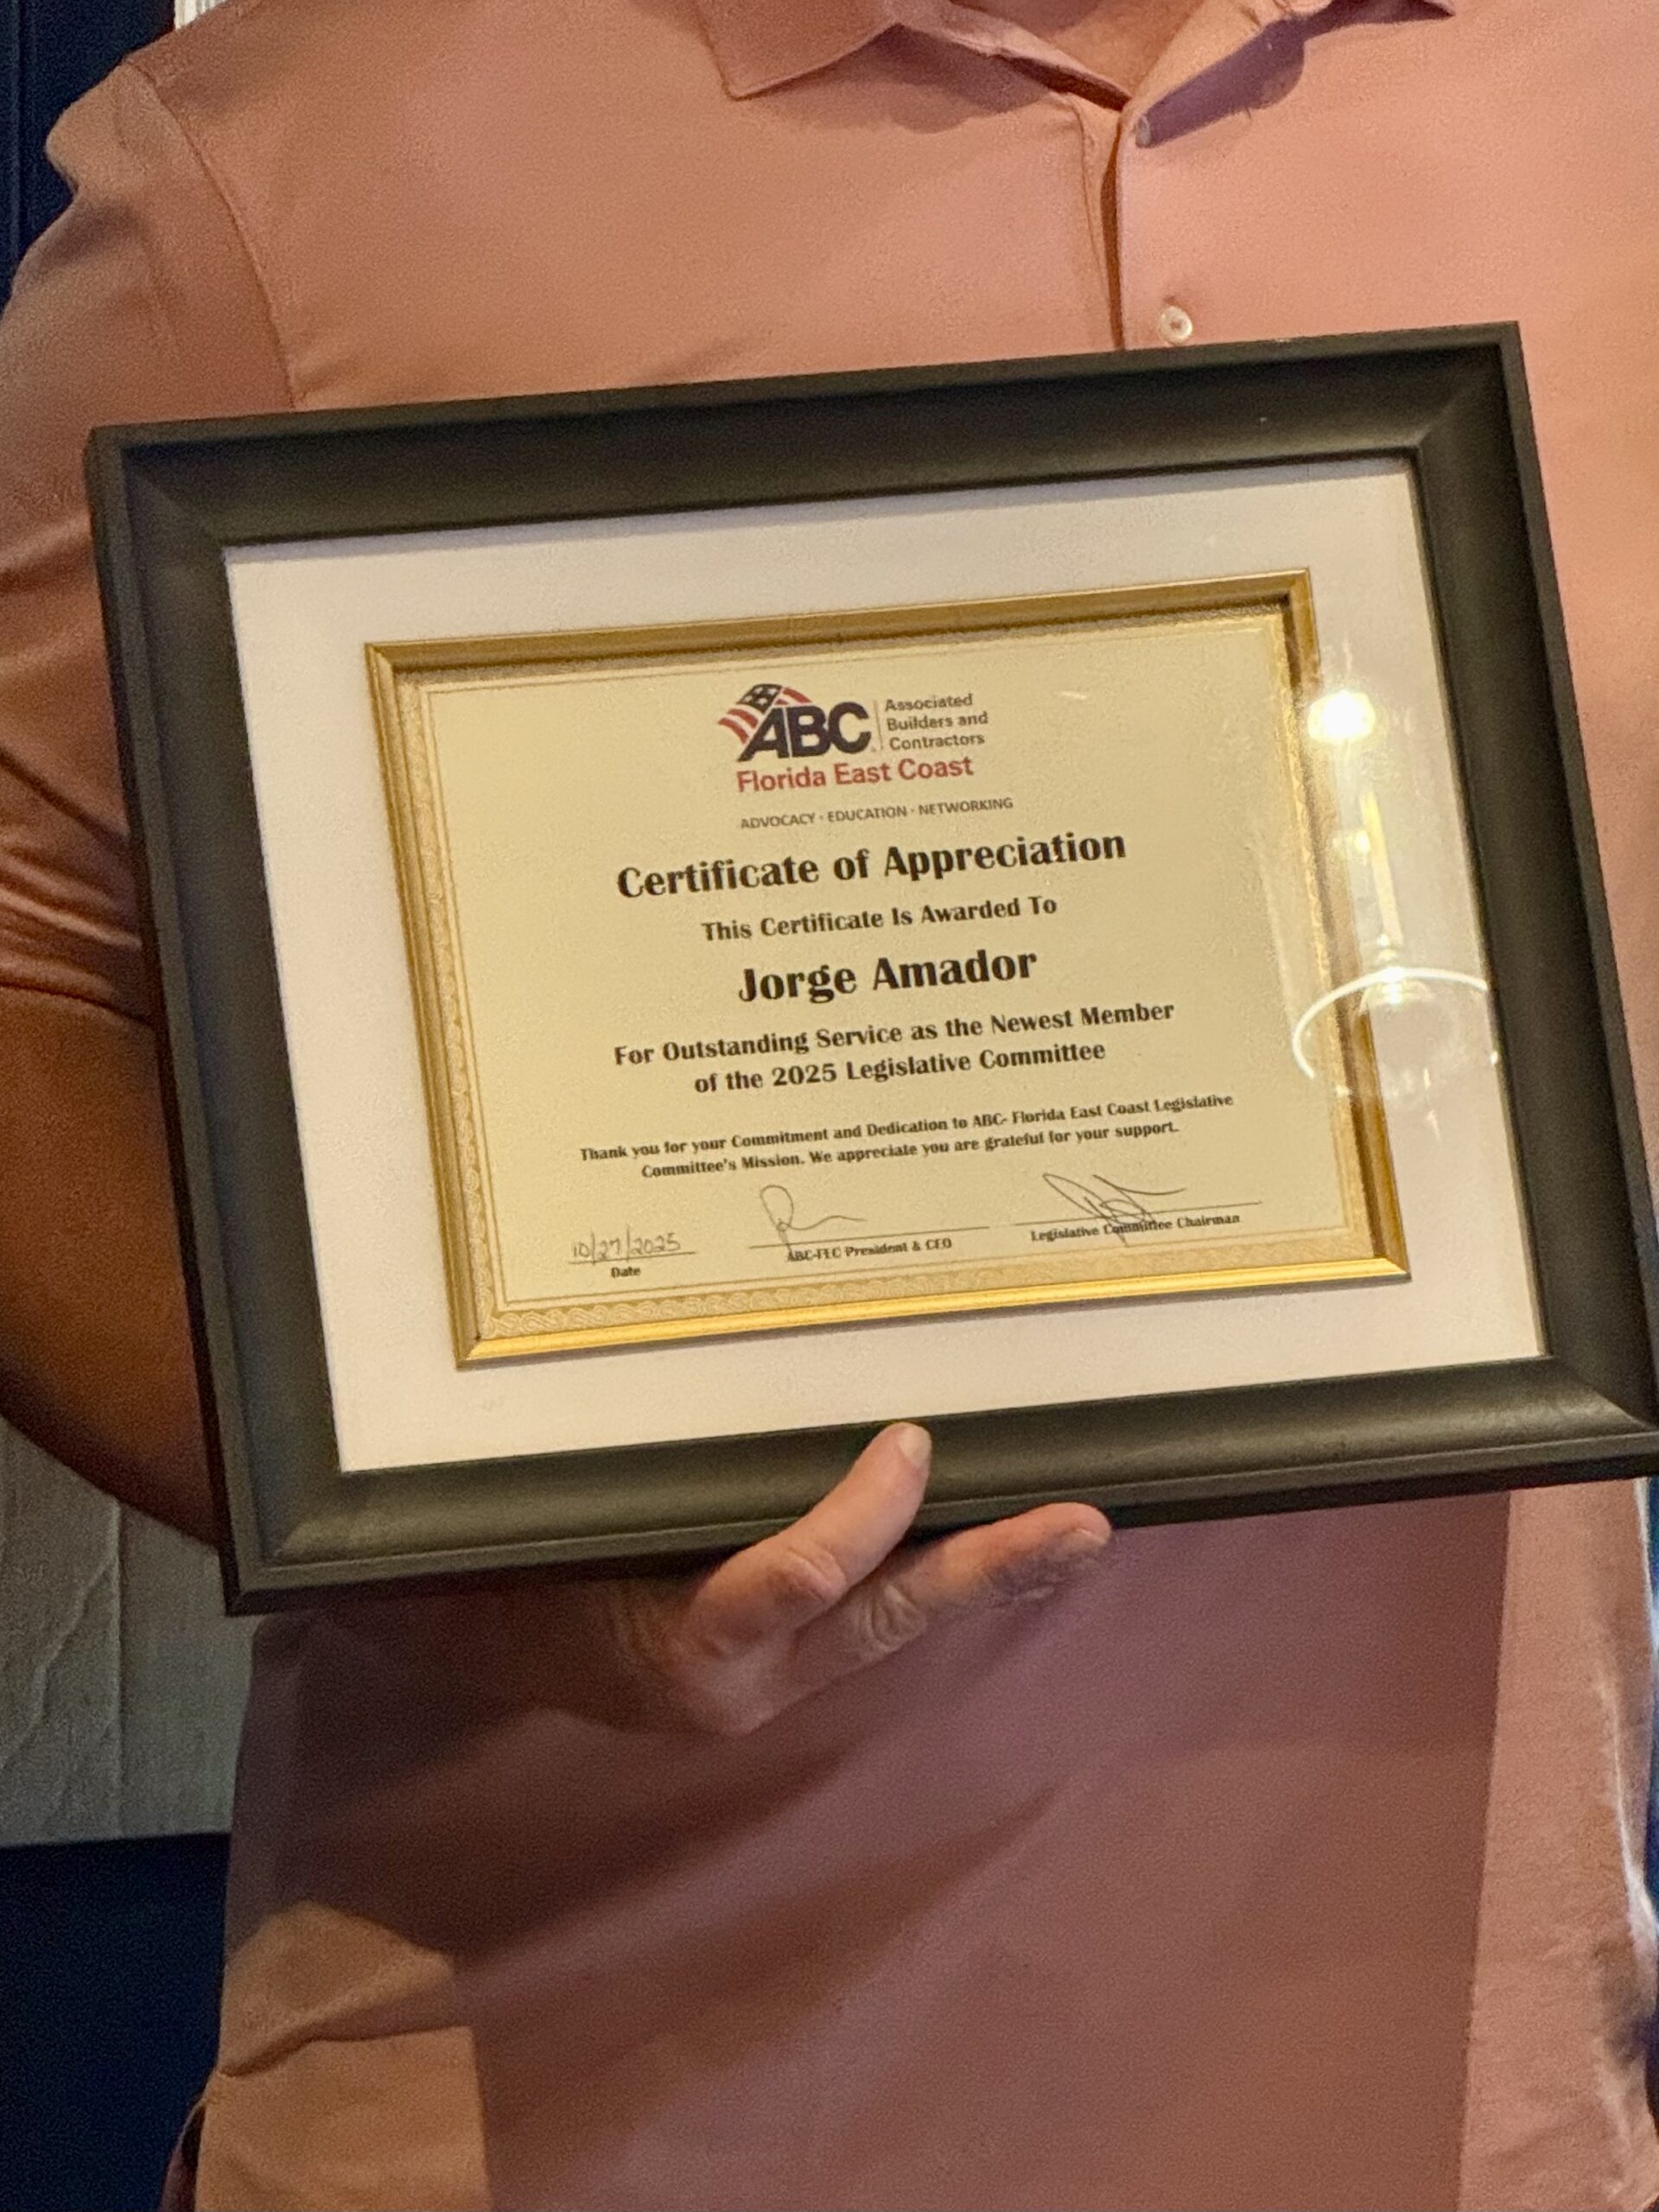 ABC
Associated
Builders and
Contractors
Florida East Coast
ADVOCACY · EDUCATION · NETWORKING
Certificate of Appreciation
This Certificate Is Awarded To
Jorge Amador
For Outstanding Service as the Newest Member
of the 2025 Legislative Committee
Thank you for your Commitment and Dedication to ABC- Florida East Coast Legislative
Committee's Mission. We appreciate you are grateful for your support.
10/27/2025
Date
ABC-FEC President & CEO
Legislative Committee Chairman